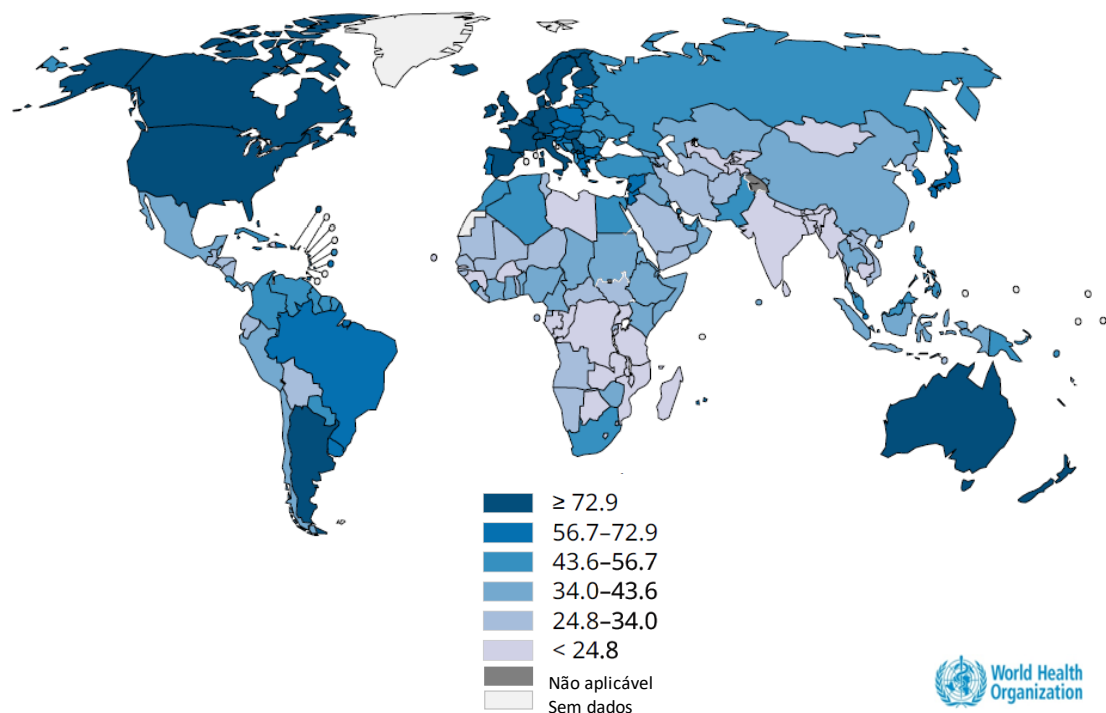 ≥ 72.9
56.7–72.9
43.6–56.7
34.0–43.6
24.8–34.0
< 24.8
Não aplicável
Sem dados
World Health
Organization